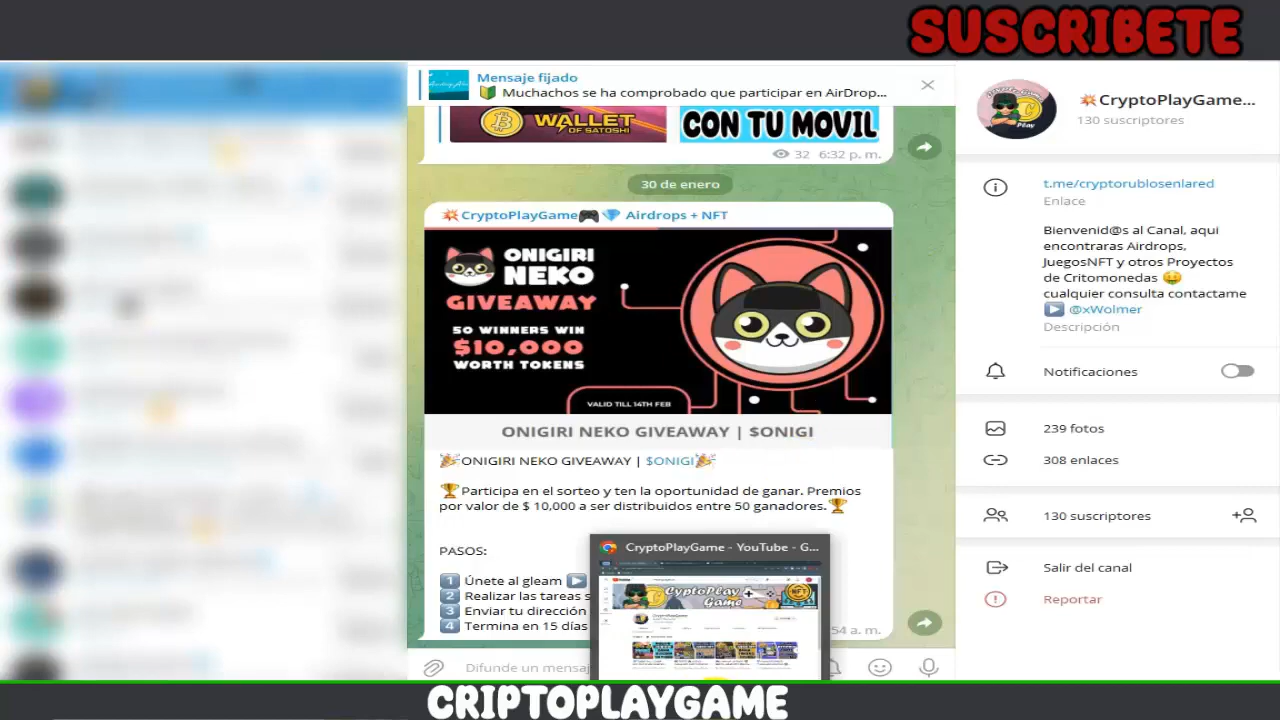 SUSCRIBETE
Mensaje fijado
Muchachos se ha comprobado que participar en AirDrop...
WALLET
OF SATOSHI
CON TU MOVIL
32 6:32 p. m.
30 de enero
CryptoPlayGame Airdrops + NFT
ONIGIRI
NEKO
GIVEAWAY
50 WINNERS WIN
$10,000
WORTH TOKENS
VALID TILL 14TH FEB
ONIGIRI NEKO GIVEAWAY | $ONIGI
ONIGIRI NEKO GIVEAWAY | $ONIGI
Participa en el sorteo y ten la oportunidad de ganar. Premios
por valor de $ 10,000 a ser distribuidos entre 50 ganadores.
PASOS:
1 Únete al gleam
2 Realizar las tareas s
3 Enviar tu dirección
4 Termina en 15 días
54 a. m.
Difunde un mensaj
CryptoPlayGame - YouTube - G...
CyptoPlay
Game
NFT
CryptoPlayGame...
130 suscriptores
t.me/cryptorublosenlared
Enlace
Bienvenid@s al Canal, aqui
encontraras Airdrops,
JuegosNFT y otros Proyectos
de Critomonedas
cualquier consulta contactame
@xWolmer
Descripción
Notificaciones
239 fotos
308 enlaces
130 suscriptores
Salir del canal
Reportar
CRIPTOPLAYGAME